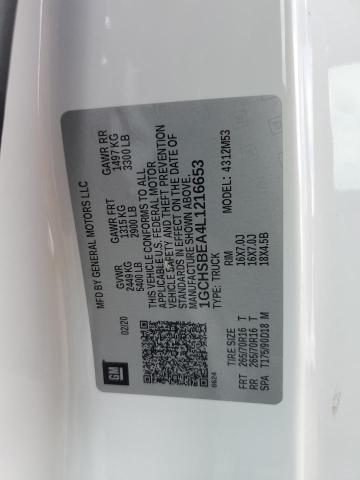 GM
MFD BY GENERAL MOTORS LLC
02/20
GVWR GAWR FRT GAWR RR
2449 KG 1315 KG 1497 KG
5400 LB 2900 LB 3300 LB
THIS VEHICLE CONFORMS TO ALL
APPLICABLE U.S. FEDERAL MOTOR
VEHICLE SAFETY AND THEFT PREVENTION
STANDARDS IN EFFECT ON THE DATE OF
MANUFACTURE SHOWN ABOVE.
1GCHSBEA4L1216653
TYPE: TRUCK MODEL: 4312M53
0624
TIRE SIZE RIM
FRT 265/70R16 T 16X7.0J
RR 265/70R16 T 16X7.0J
SPA T175/90D18 M 18X4.5B